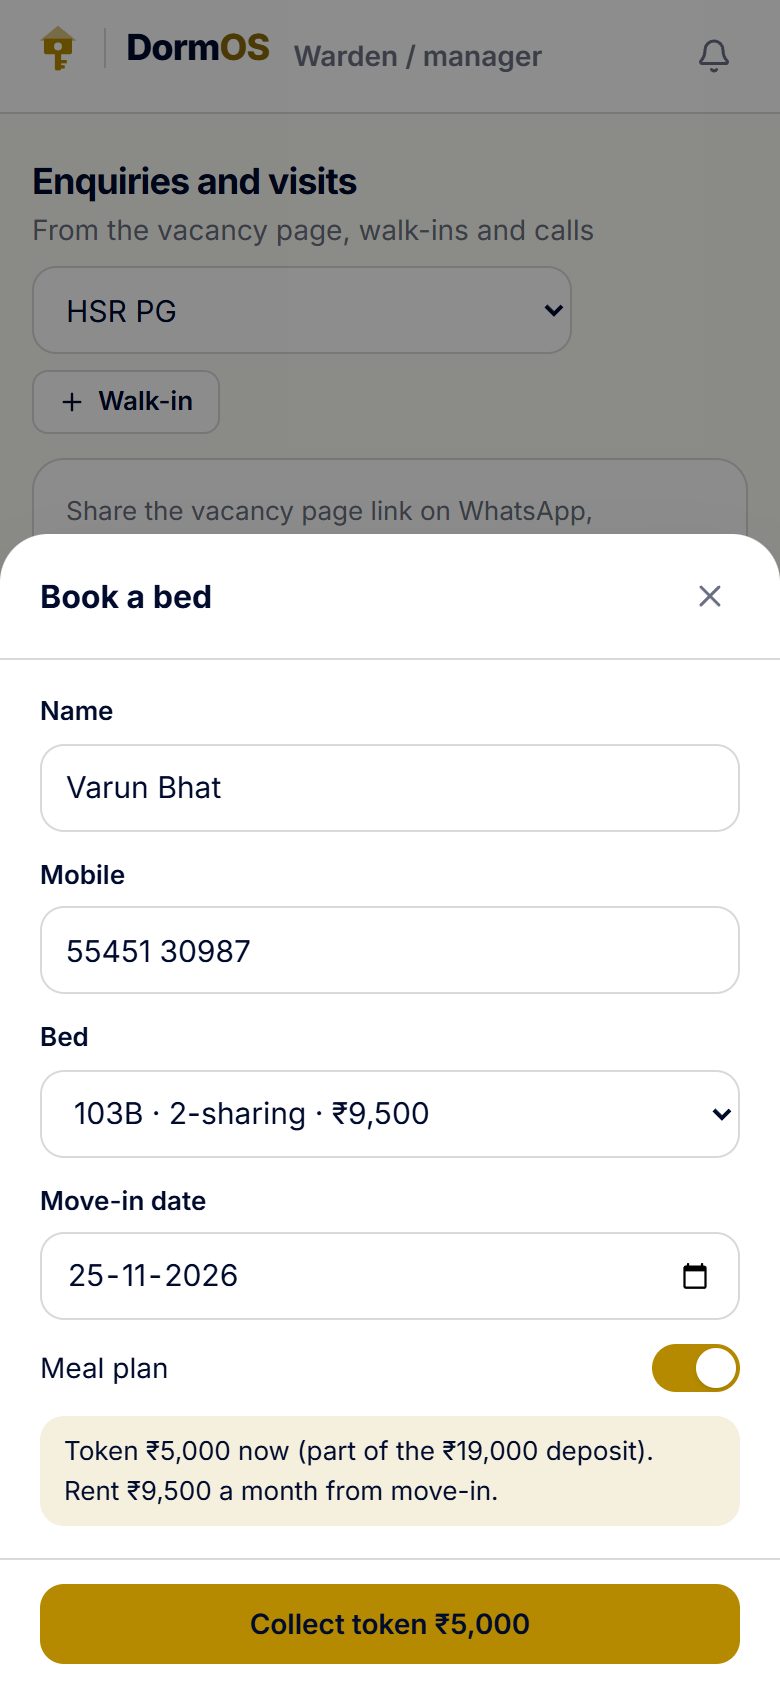 DormOS Warden / manager
Enquiries and visits
From the vacancy page, walk-ins and calls
HSR PG
+ Walk-in
Share the vacancy page link on WhatsApp,
Book a bed
Name
Varun Bhat
Mobile
55451 30987
Bed
103B · 2-sharing · ₹9,500
Move-in date
25-11-2026
Meal plan
Token ₹5,000 now (part of the ₹19,000 deposit).
Rent ₹9,500 a month from move-in.
Collect token ₹5,000